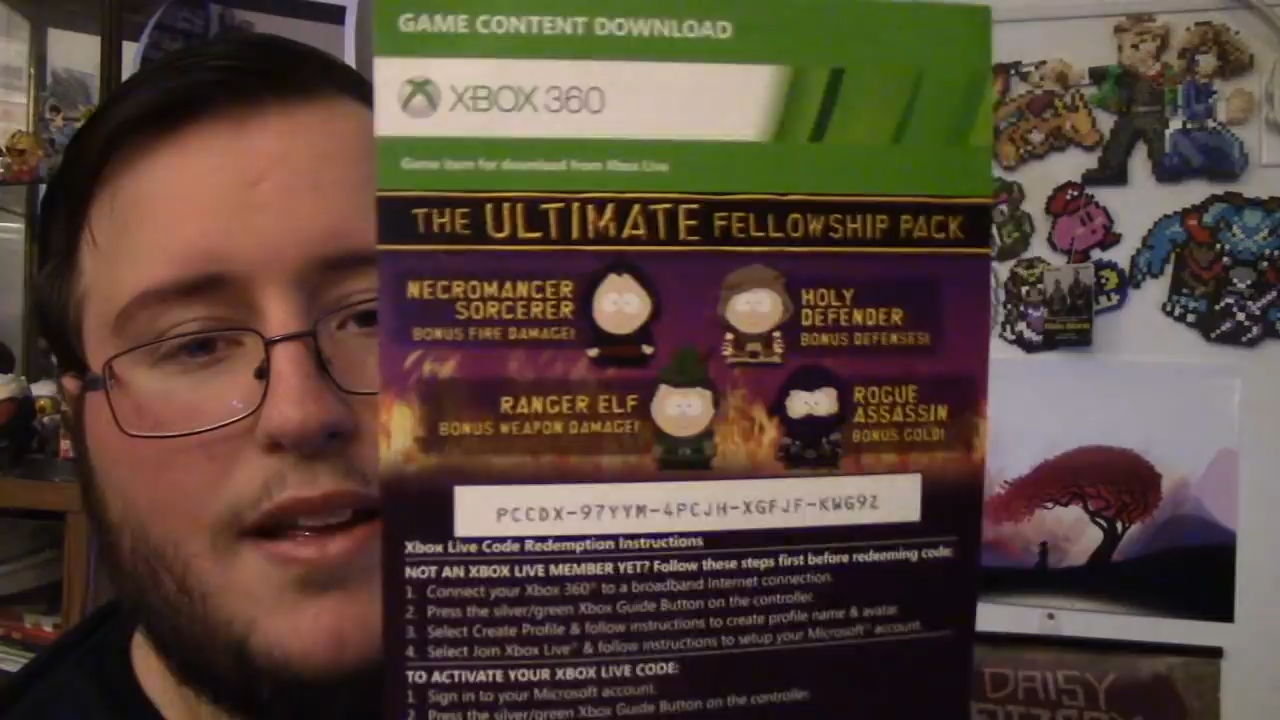 GAME CONTENT DOWNLOAD
XBOX 360
Game item for download from Xbox Live
THE ULTIMATE FELLOWSHIP PACK
NECROMANCER
SORCERER
BONUS FIRE DAMAGE!
HOLY
DEFENDER
BONUS DEFENSES!
RANGER ELF
BONUS WEAPON DAMAGE!
ROGUE
ASSASSIN
BONUS GOLD!
PCCDX-97YYM-4PCJH-XGFJF-KWG9Z
Xbox Live Code Redemption Instructions
NOT AN XBOX LIVE MEMBER YET? Follow these steps first before redeeming code:
1. Connect your Xbox 360® to a broadband Internet connection.
2. Press the silver/green Xbox Guide Button on the controller.
3. Select Create Profile & follow instructions to create profile name & avatar.
4. Select Join Xbox Live® & follow instructions to setup your Microsoft® account.
TO ACTIVATE YOUR XBOX LIVE CODE:
1. Sign in to your Microsoft account.
2. Press the silver/green Xbox Guide Button on the controller.
DAISY